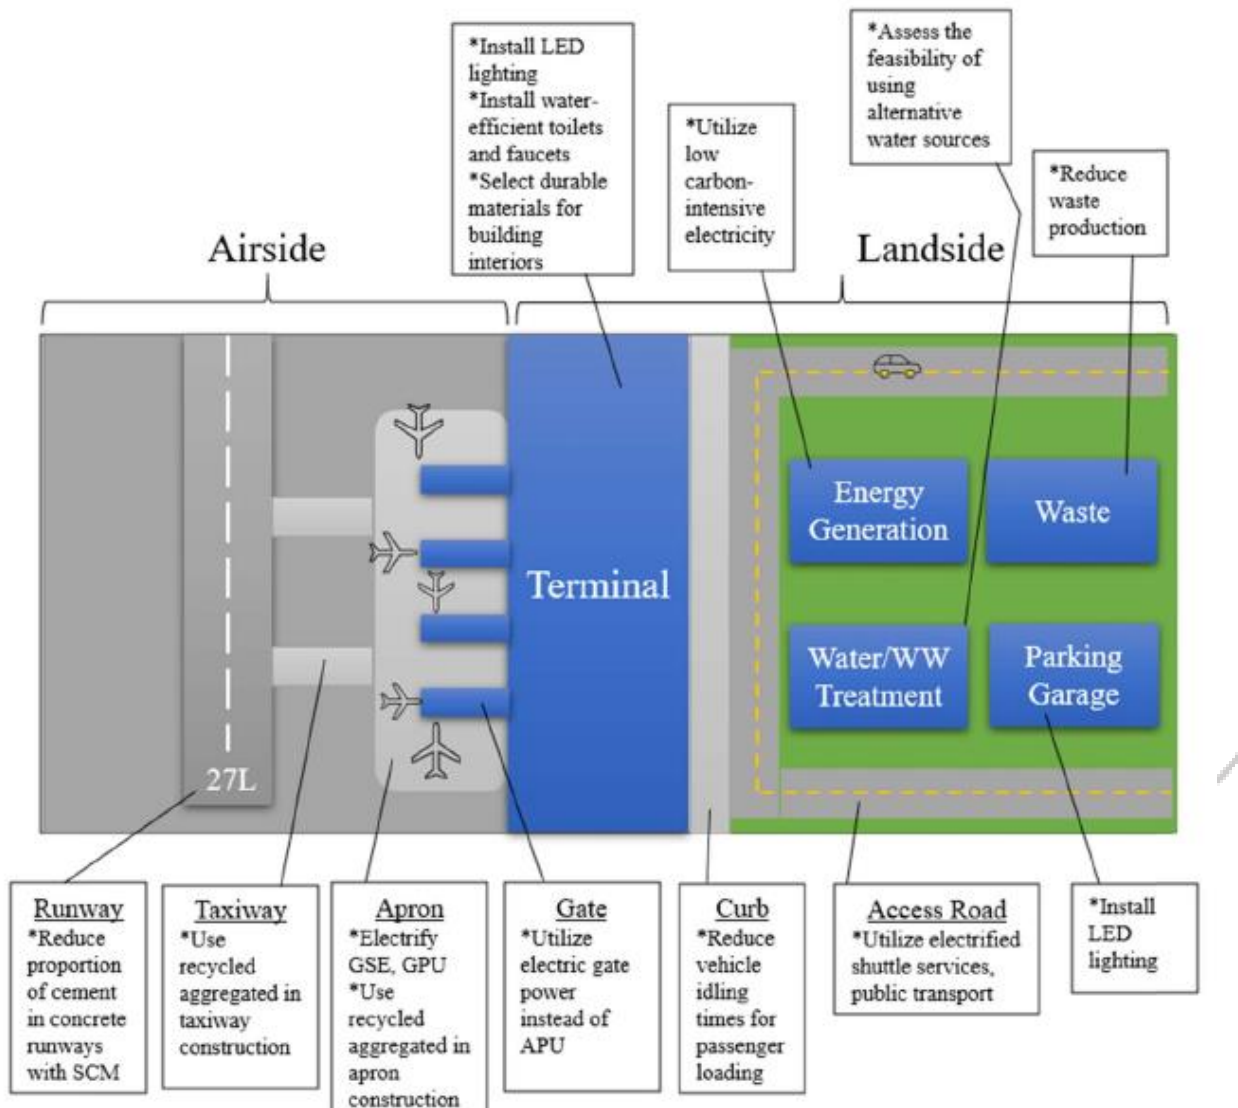 *Install LED
lighting
*Install water-
efficient toilets
and faucets
*Select durable
materials for
building
interiors
*Utilize
low
carbon-
intensive
electricity
*Assess the
feasibility of
using
alternative
water sources
*Reduce
waste
production
Airside
Landside
Terminal
Energy
Generation
Waste
Water/WW
Treatment
Parking
Garage
27L
Runway
*Reduce
proportion
of cement
in concrete
runways
with SCM
Taxiway
*Use
recycled
aggregated in
taxiway
construction
Apron
*Electrify
GSE, GPU
*Use
recycled
aggregated in
apron
construction
Gate
*Utilize
electric gate
power
instead of
APU
Curb
*Reduce
vehicle
idling
times for
passenger
loading
Access Road
*Utilize electrified
shuttle services,
public transport
*Install
LED
lighting